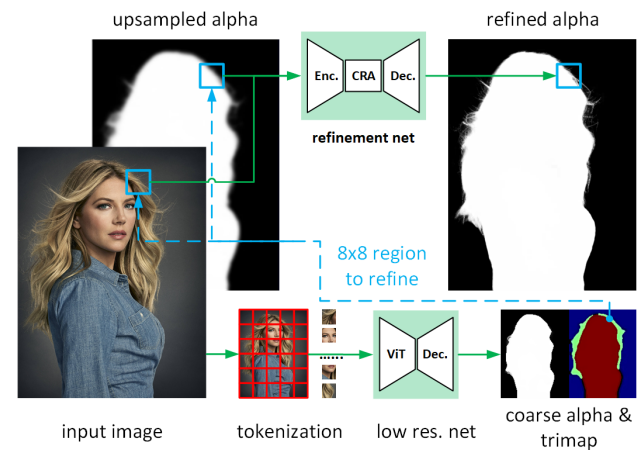 upsampled alpha
refined alpha
Enc.
CRA
Dec.
refinement net
8x8 region
to refine
......
ViT
Dec.
input image
tokenization
low res. net
coarse alpha &
trimap